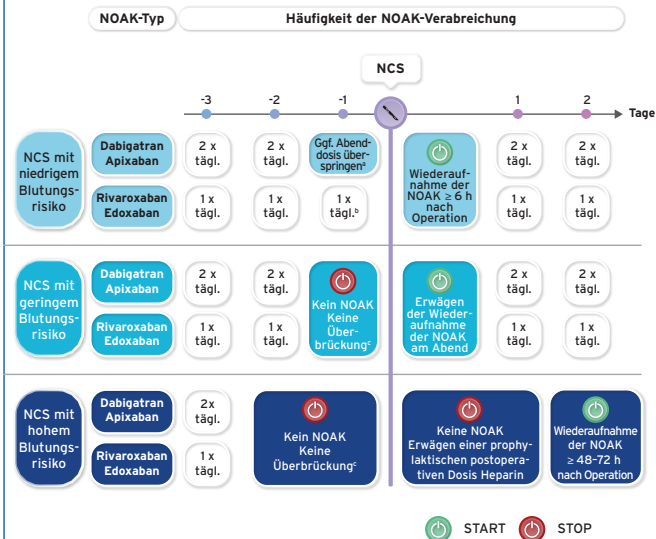 NOAK-Typ
Häufigkeit der NOAK-Verabreichung
NCS
-3
-2
-1
1
2
Tage
NCS mit
niedrigem
Blutungs-
risiko
Dabigatran
Apixaban
2 x
tägl.
2 x
tägl.
Ggf. Abend-
dosis über-
springenᵃ
Wiederauf-
nahme der
NOAK ≥ 6 h
nach
Operation
2 x
tägl.
2 x
tägl.
Rivaroxaban
Edoxaban
1 x
tägl.
1 x
tägl.
1 x
tägl.ᵇ
1 x
tägl.
1 x
tägl.
NCS mit
geringem
Blutungs-
risiko
Dabigatran
Apixaban
2 x
tägl.
2 x
tägl.
Kein NOAK
Keine
Über-
brückungᶜ
Erwägen
der Wieder-
aufnahme
der NOAK
am Abend
2 x
tägl.
2 x
tägl.
Rivaroxaban
Edoxaban
1 x
tägl.
1 x
tägl.
1 x
tägl.
1 x
tägl.
NCS mit
hohem
Blutungs-
risiko
Dabigatran
Apixaban
2x
tägl.
Kein NOAK
Keine
Überbrückungᶜ
Keine NOAK
Erwägen einer prophy-
laktischen postopera-
tiven Dosis Heparin
Wiederaufnahme
der NOAK
≥ 48-72 h
nach Operation
Rivaroxaban
Edoxaban
1 x
tägl.
START
STOP